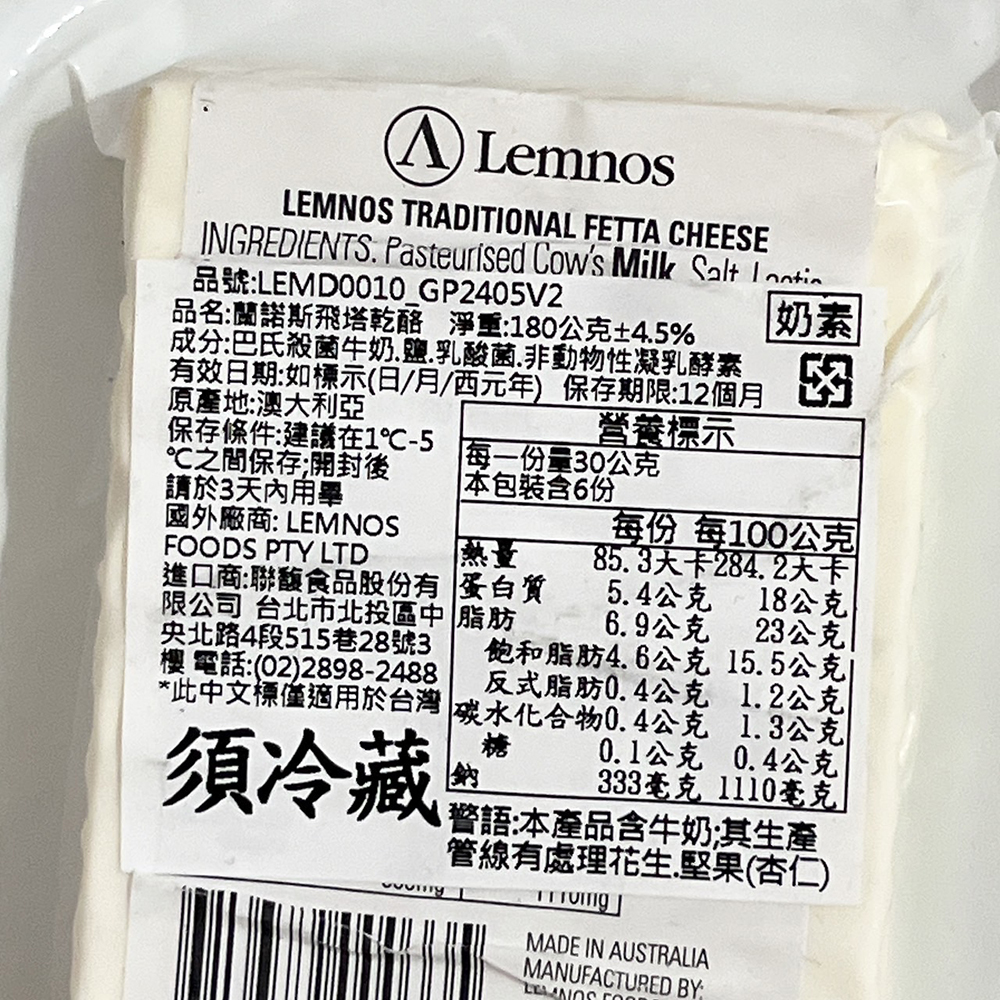 Lemnos
LEMNOS TRADITIONAL FETTA CHEESE
INGREDIENTS: Pasteurised Cow's Milk, Salt, Lactic
品號:LEMD0010_GP2405V2
奶素
品名:蘭諾斯飛塔乾酪 淨重:180公克±4.5%
成分:巴氏殺菌牛奶.鹽.乳酸菌.非動物性凝乳酵素
有效日期:如標示(日/月/西元年) 保存期限:12個月
原產地:澳大利亞
保存條件:建議在1℃-5
℃之間保存;開封後
請於3天內用畢
國外廠商: LEMNOS
FOODS PTY LTD
進口商:聯馥食品股份有
限公司 台北市北投區中
央北路4段515巷28號3
樓 電話:(02)2898-2488
*此中文標僅適用於台灣
須冷藏
營養標示
每一份量30公克
本包裝含6份
每份 每100公克
熱量 85.3大卡 284.2大卡
蛋白質 5.4公克 18公克
脂肪 6.9公克 23公克
飽和脂肪 4.6公克 15.5公克
反式脂肪 0.4公克 1.2公克
碳水化合物 0.4公克 1.3公克
糖 0.1公克 0.4公克
鈉 333毫克 1110毫克
警語:本產品含牛奶;其生產
管線有處理花生.堅果(杏仁)
1110mg
MADE IN AUSTRALIA
MANUFACTURED BY: